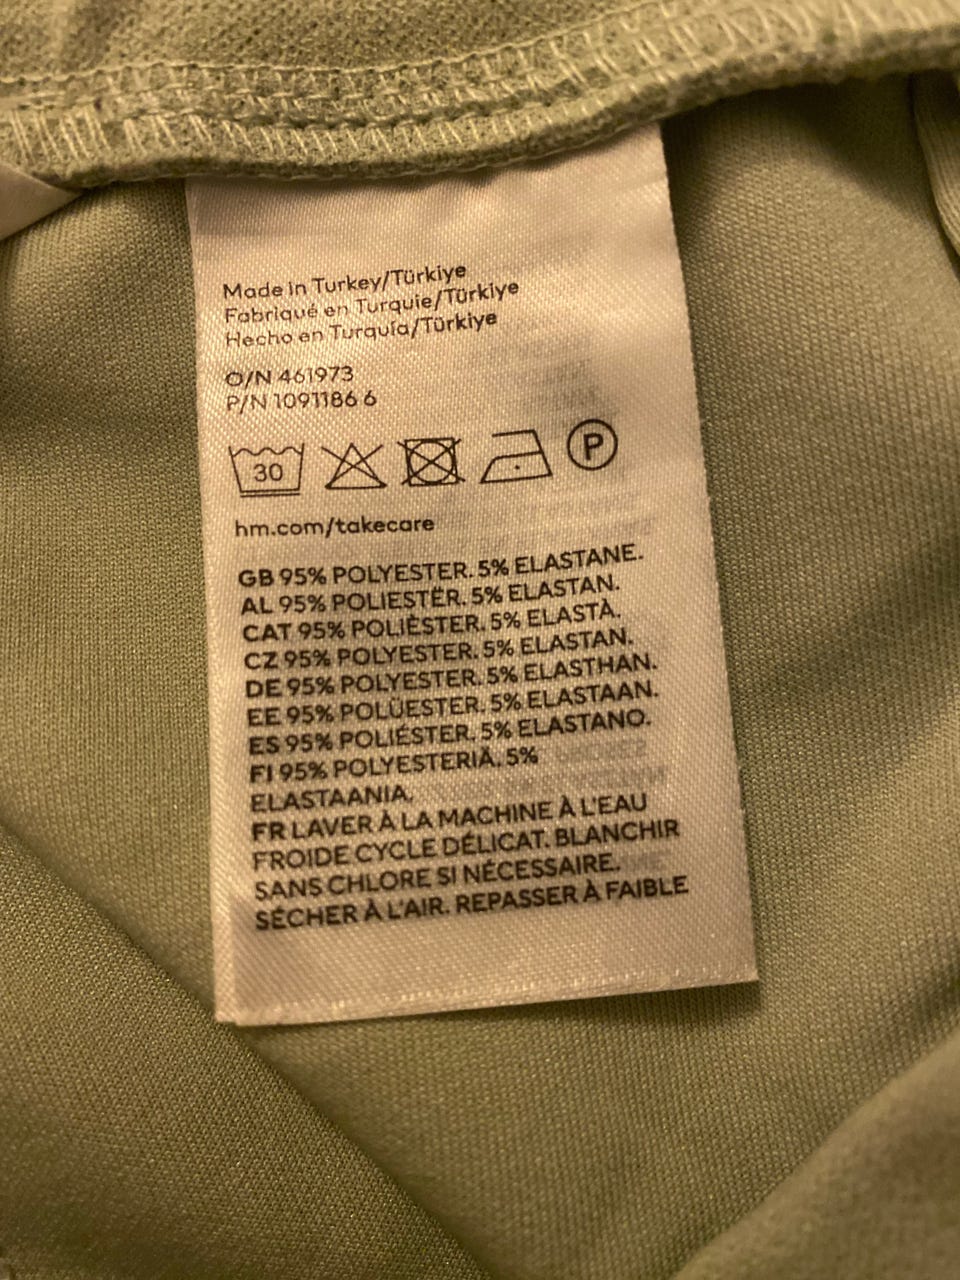 Made in Turkey/Türkiye
Fabriqué en Turquie/Türkiye
Hecho en Turquía/Türkiye
O/N 461973
P/N 1091186 6
30 P
hm.com/takecare
GB 95% POLYESTER. 5% ELASTANE.
AL 95% POLIESTËR. 5% ELASTAN.
CAT 95% POLIÈSTER. 5% ELASTÀ.
CZ 95% POLYESTER. 5% ELASTAN.
DE 95% POLYESTER. 5% ELASTHAN.
EE 95% POLÜESTER. 5% ELASTAAN.
ES 95% POLIÉSTER. 5% ELASTANO.
FI 95% POLYESTERIÄ. 5%
ELASTAANIA.
FR LAVER À LA MACHINE À L'EAU
FROIDE CYCLE DÉLICAT. BLANCHIR
SANS CHLORE SI NÉCESSAIRE.
SÉCHER À L'AIR. REPASSER À FAIBLE